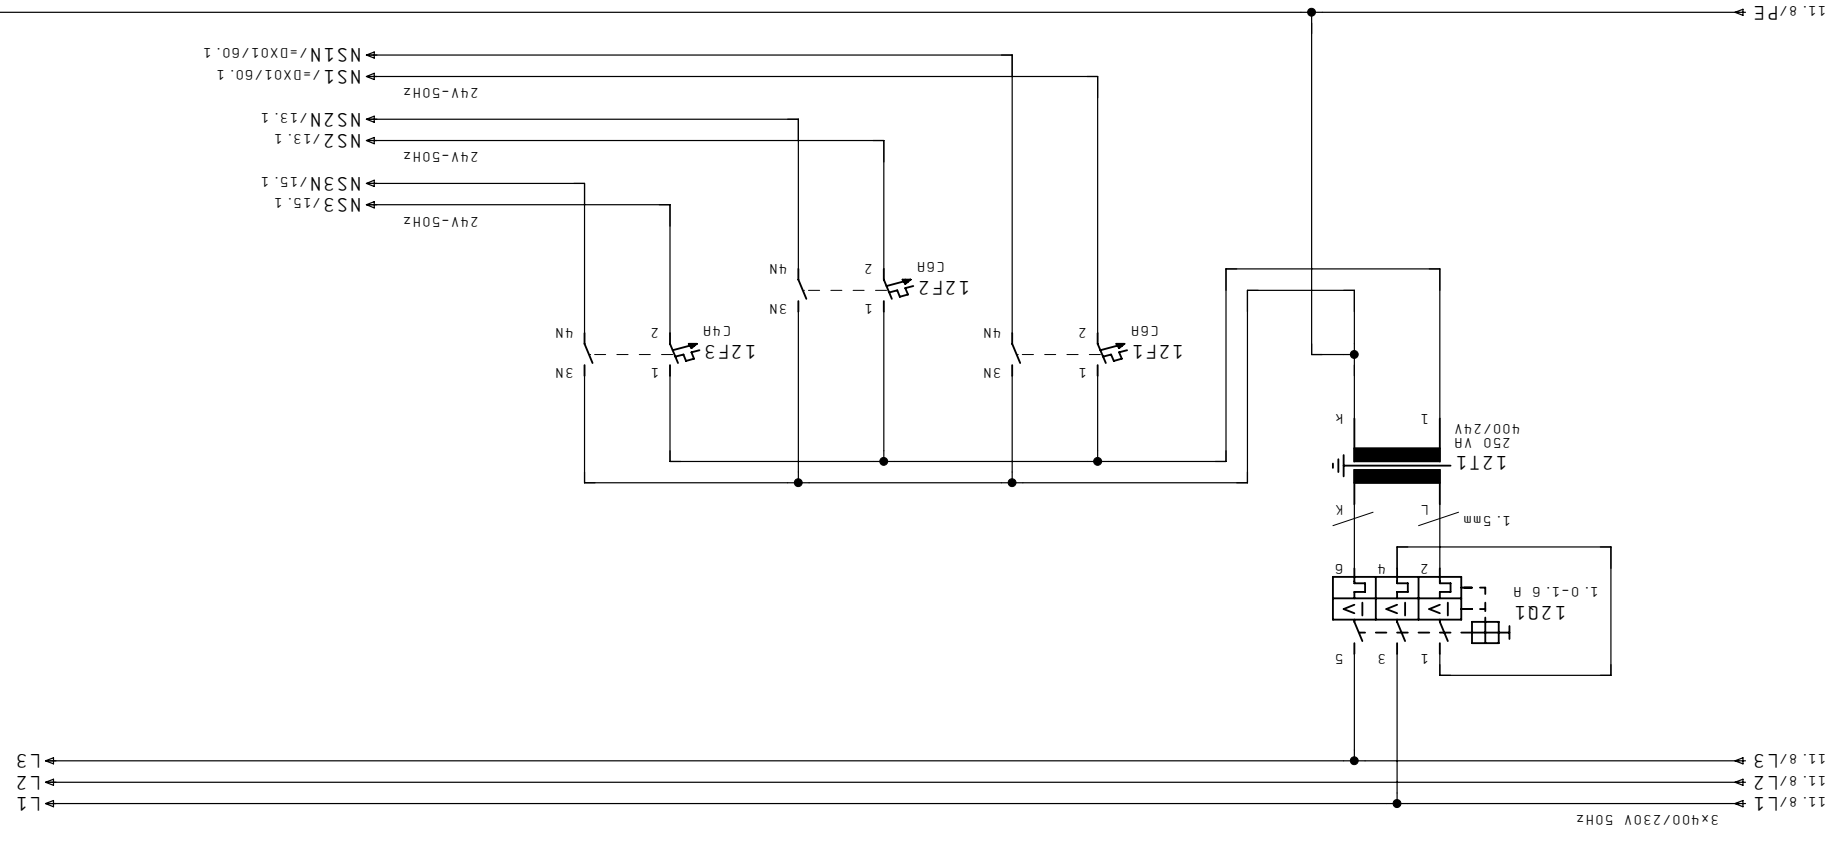 3x400/230V 50Hz
11.8/L1 L1
11.8/L2 L2
11.8/L3 L3
1 3 5
12Q1
I> I> I>
1.0-1.6 A
2 4 6
1.5mm
L K
12T1
250 VA
400/24V
l k
1 3N 1 3N
12F1 12F3
C6A C4A
2 4N 2 4N
1 3N
12F2
C6A
2 4N
24V-50Hz
NS3/15.1
NS3N/15.1
24V-50Hz
NS2/13.1
NS2N/13.1
24V-50Hz
NS1/=DX01/60.1
NS1N/=DX01/60.1
11.8/PE